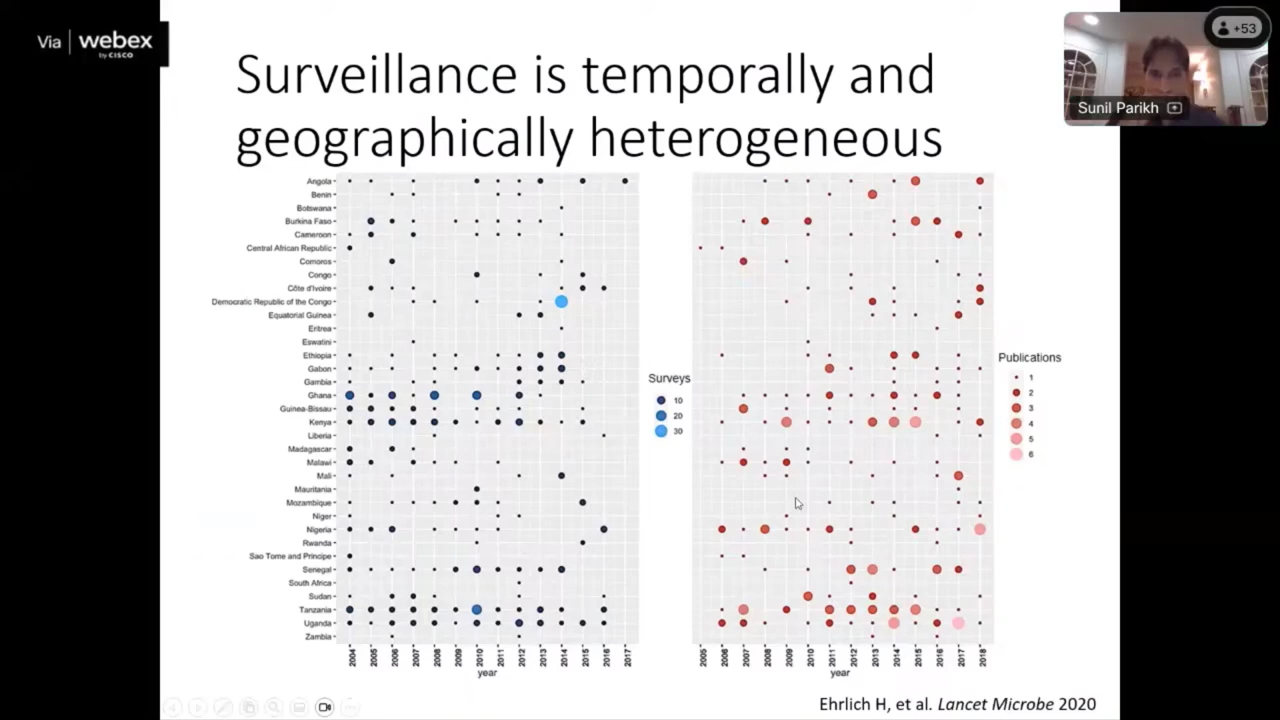 Via webex
by CISCO
+53
Sunil Parikh
Surveillance is temporally and
geographically heterogeneous
Angola
Benin
Botswana
Burkina Faso
Cameroon
Central African Republic
Comoros
Congo
Côte d'Ivoire
Democratic Republic of the Congo
Equatorial Guinea
Eritrea
Eswatini
Ethiopia
Gabon
Gambia
Ghana
Guinea-Bissau
Kenya
Liberia
Madagascar
Malawi
Mali
Mauritania
Mozambique
Niger
Nigeria
Rwanda
Sao Tome and Principe
Senegal
South Africa
Sudan
Tanzania
Uganda
Zambia
2004 2005 2006 2007 2008 2009 2010 2011 2012 2013 2014 2015 2016 2017
year
Surveys
10
20
30
2005 2006 2007 2008 2009 2010 2011 2012 2013 2014 2015 2016 2017 2018
year
Publications
1
2
3
4
5
6
Ehrlich H, et al. Lancet Microbe 2020